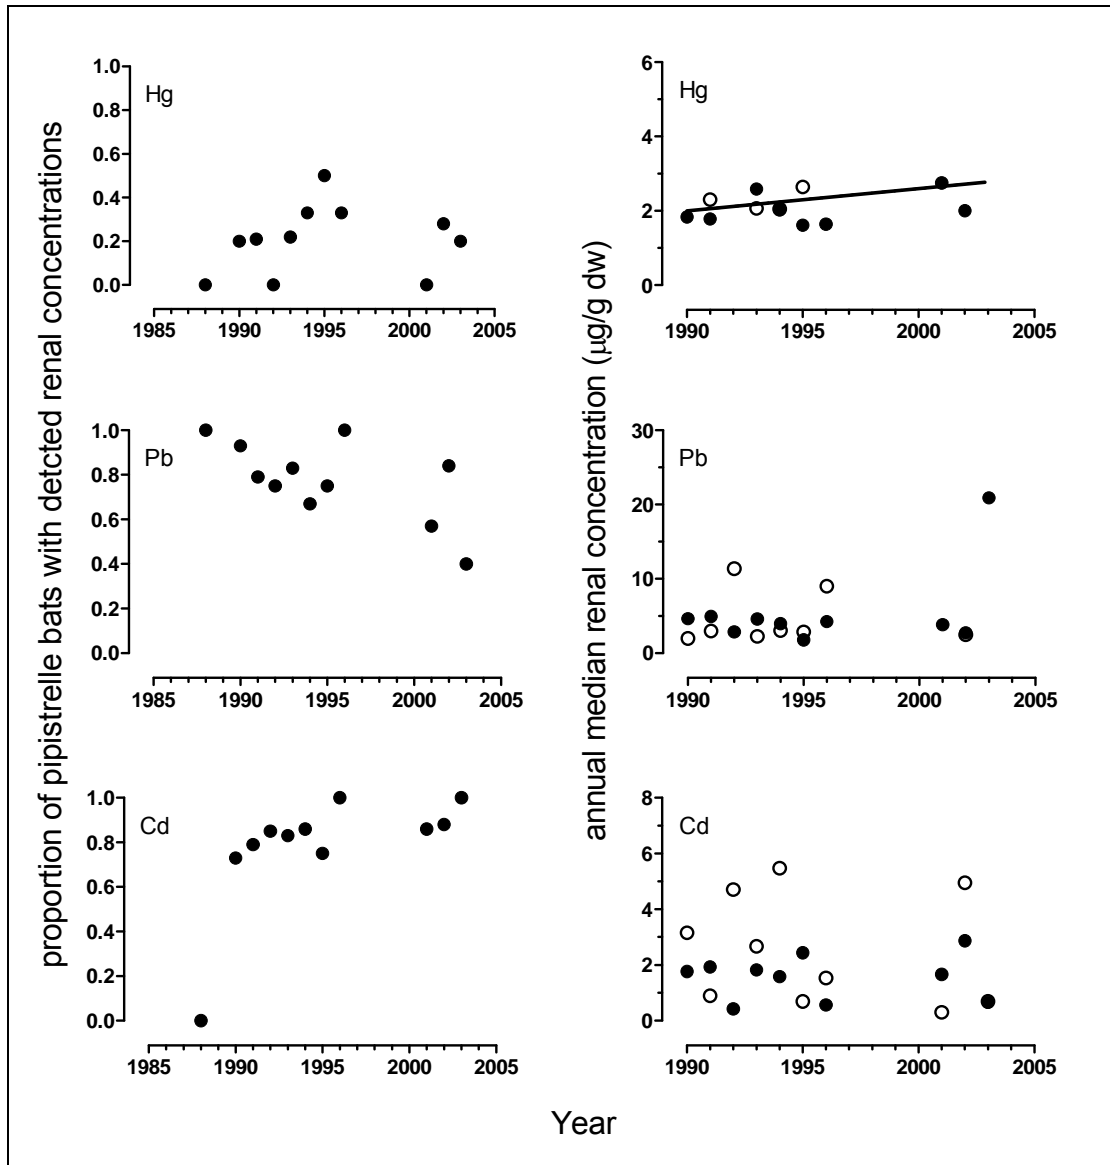 proportion of pipistrelle bats with detcted renal concentrations
1.0
0.8
0.6
0.4
0.2
0.0
Hg
1985 1990 1995 2000 2005
1.0
0.8
0.6
0.4
0.2
0.0
Pb
1985 1990 1995 2000 2005
1.0
0.8
0.6
0.4
0.2
0.0
Cd
1985 1990 1995 2000 2005
annual median renal concentration (µg/g dw)
6
4
2
0
Hg
1990 1995 2000 2005
30
20
10
0
Pb
1990 1995 2000 2005
8
6
4
2
0
Cd
1990 1995 2000 2005
Year